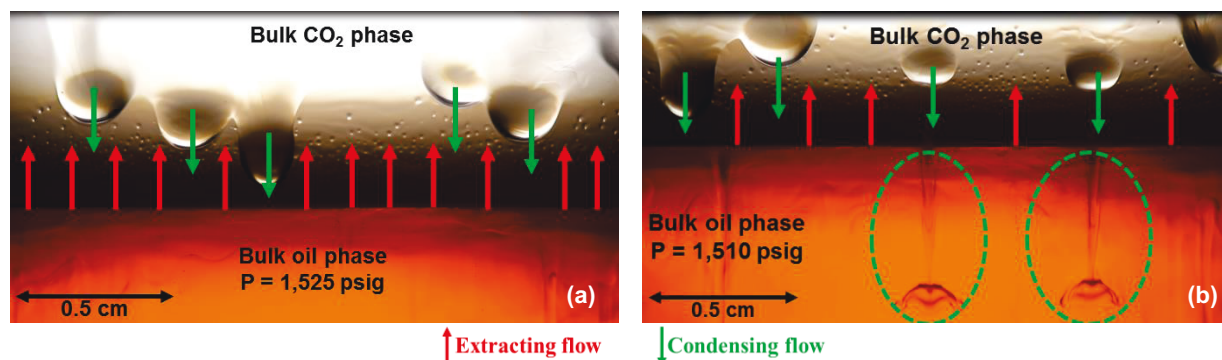 Bulk CO₂ phase
Bulk oil phase
P = 1,525 psig
0.5 cm
(a)
Bulk CO₂ phase
Bulk oil phase
P = 1,510 psig
0.5 cm
(b)
Extracting flow
Condensing flow